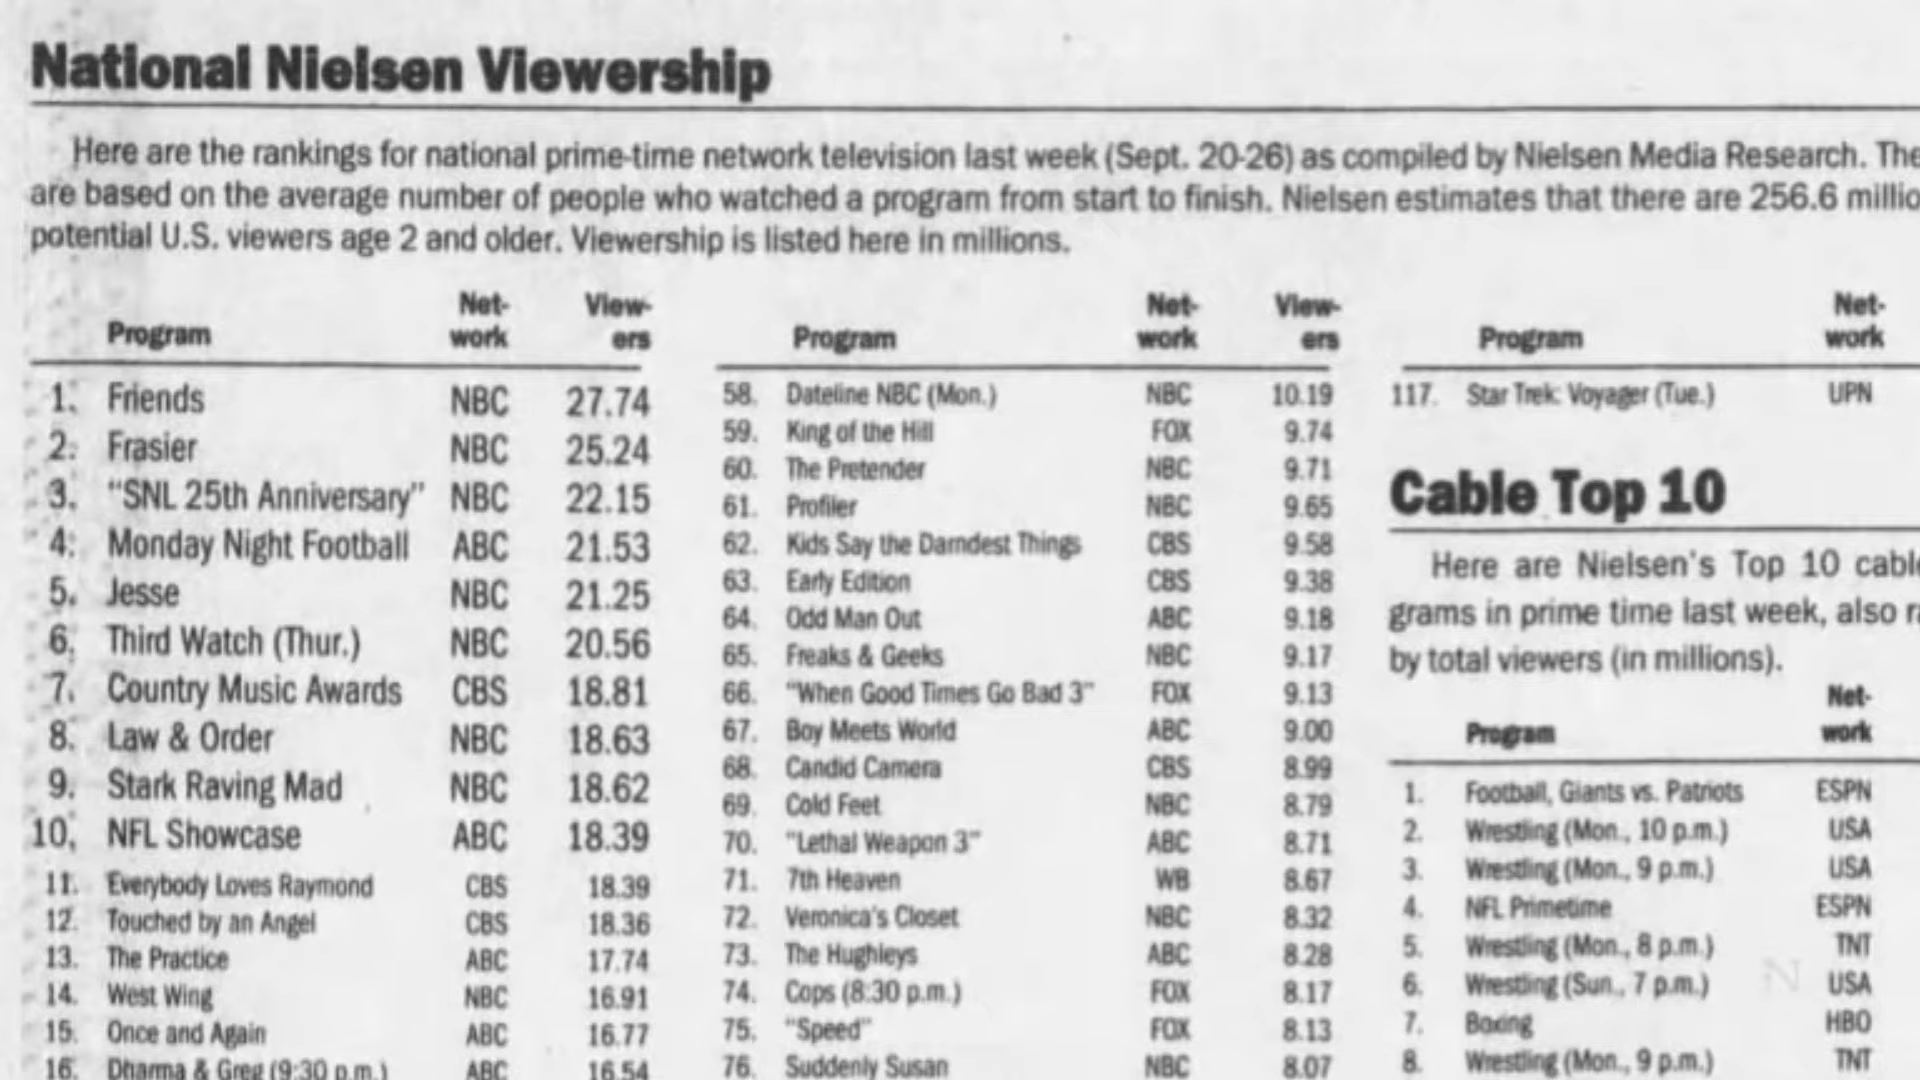 National Nielsen Viewership
Here are the rankings for national prime-time network television last week (Sept. 20-26) as compiled by Nielsen Media Research. The
are based on the average number of people who watched a program from start to finish. Nielsen estimates that there are 256.6 millio
potential U.S. viewers age 2 and older. Viewership is listed here in millions.
Net- View-
Program work ers
1. Friends NBC 27.74
2. Frasier NBC 25.24
3. "SNL 25th Anniversary" NBC 22.15
4. Monday Night Football ABC 21.53
5. Jesse NBC 21.25
6. Third Watch (Thur.) NBC 20.56
7. Country Music Awards CBS 18.81
8. Law & Order NBC 18.63
9. Stark Raving Mad NBC 18.62
10. NFL Showcase ABC 18.39
11. Everybody Loves Raymond CBS 18.39
12. Touched by an Angel CBS 18.36
13. The Practice ABC 17.74
14. West Wing NBC 16.91
15. Once and Again ABC 16.77
16. Dharma & Greg (9:30 p.m.) ABC 16.54
Net- View-
Program work ers
58. Dateline NBC (Mon.) NBC 10.19
59. King of the Hill FOX 9.74
60. The Pretender NBC 9.71
61. Profiler NBC 9.65
62. Kids Say the Darndest Things CBS 9.58
63. Early Edition CBS 9.38
64. Odd Man Out ABC 9.18
65. Freaks & Geeks NBC 9.17
66. "When Good Times Go Bad 3" FOX 9.13
67. Boy Meets World ABC 9.00
68. Candid Camera CBS 8.99
69. Cold Feet NBC 8.79
70. "Lethal Weapon 3" ABC 8.71
71. 7th Heaven WB 8.67
72. Veronica's Closet NBC 8.32
73. The Hughleys ABC 8.28
74. Cops (8:30 p.m.) FOX 8.17
75. "Speed" FOX 8.13
76. Suddenly Susan NBC 8.07
Net-
Program work
117. Star Trek: Voyager (Tue.) UPN
Cable Top 10
Here are Nielsen's Top 10 cabl
grams in prime time last week, also ra
by total viewers (in millions).
Net-
Program work
1. Football, Giants vs. Patriots ESPN
2. Wrestling (Mon., 10 p.m.) USA
3. Wrestling (Mon., 9 p.m.) USA
4. NFL Primetime ESPN
5. Wrestling (Mon., 8 p.m.) TNT
6. Wrestling (Sun., 7 p.m.) USA
7. Boxing HBO
8. Wrestling (Mon., 9 p.m.) TNT